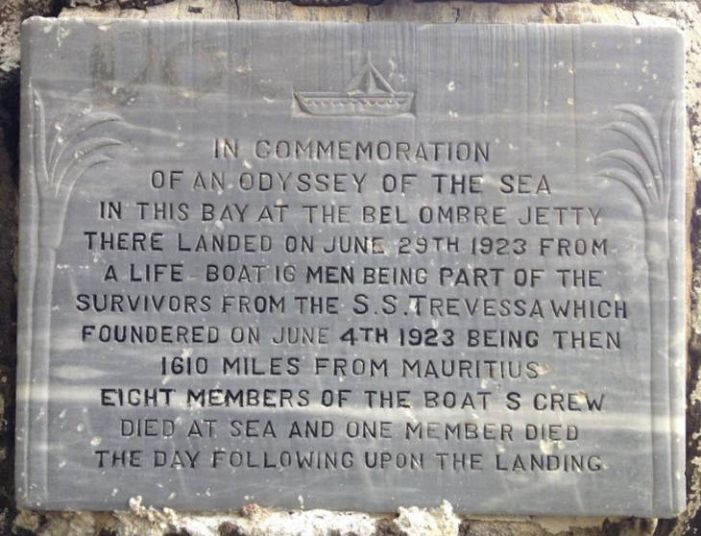 IN COMMEMORATION
OF AN ODYSSEY OF THE SEA
IN THIS BAY AT THE BEL OMBRE JETTY
THERE LANDED ON JUNE 29TH 1923 FROM
A LIFE BOAT 16 MEN BEING PART OF THE
SURVIVORS FROM THE S.S. TREVESSA WHICH
FOUNDERED ON JUNE 4TH 1923 BEING THEN
1610 MILES FROM MAURITIUS
EIGHT MEMBERS OF THE BOAT S CREW
DIED AT SEA AND ONE MEMBER DIED
THE DAY FOLLOWING UPON THE LANDING